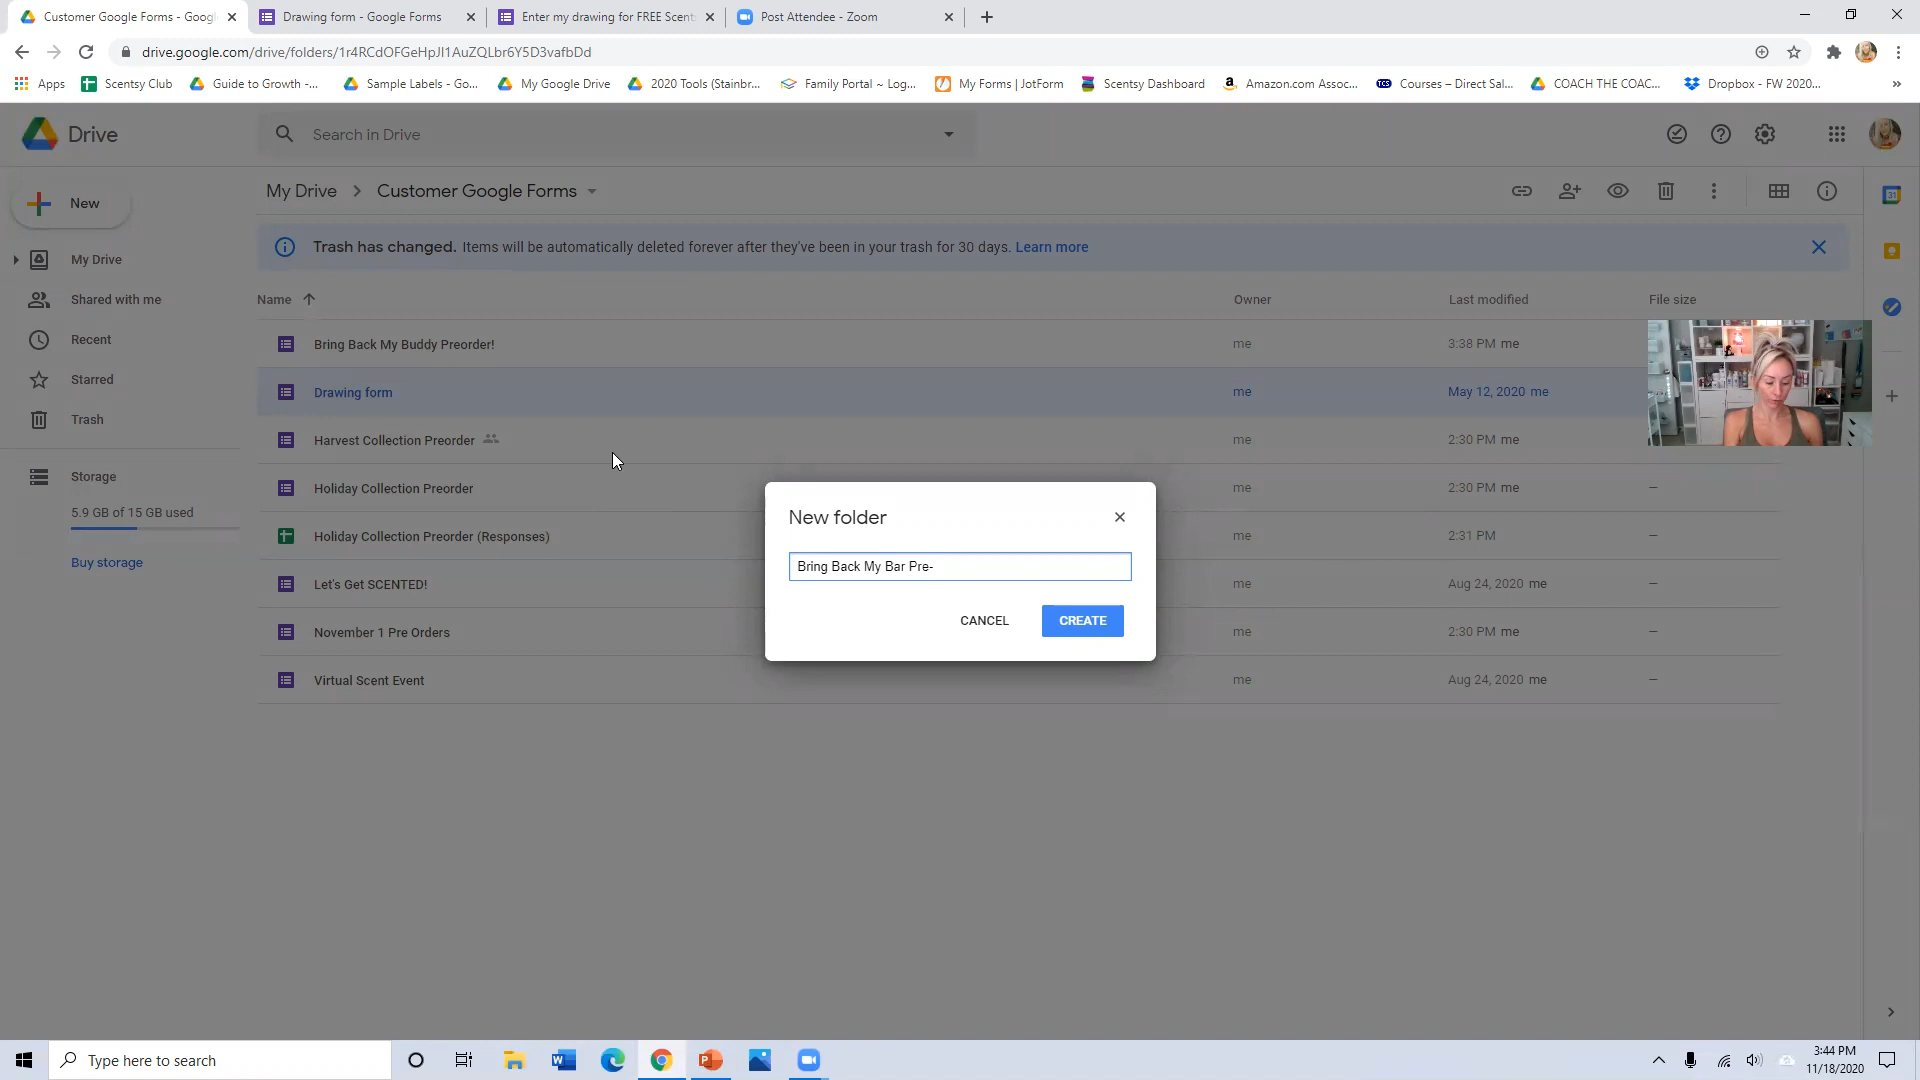 Customer Google Forms - Googl
Drawing form - Google Forms
Enter my drawing for FREE Scent
Post Attendee - Zoom
drive.google.com/drive/folders/1r4RCdOFGeHpJI1AuZQLbr6Y5D3vafbDd
Apps
Scentsy Club
Guide to Growth -...
Sample Labels - Go...
My Google Drive
2020 Tools (Stainbr...
Family Portal ~ Log...
My Forms | JotForm
Scentsy Dashboard
Amazon.com Assoc...
Courses – Direct Sal...
COACH THE COAC...
Dropbox - FW 2020...
Drive
Search in Drive
New
My Drive
Shared with me
Recent
Starred
Trash
Storage
5.9 GB of 15 GB used
Buy storage
My Drive > Customer Google Forms
Trash has changed. Items will be automatically deleted forever after they've been in your trash for 30 days. Learn more
Name Owner Last modified File size
Bring Back My Buddy Preorder! me 3:38 PM me
Drawing form me May 12, 2020 me
Harvest Collection Preorder me 2:30 PM me
Holiday Collection Preorder me 2:30 PM me –
Holiday Collection Preorder (Responses) me 2:31 PM –
Let's Get SCENTED! me Aug 24, 2020 me –
November 1 Pre Orders me 2:30 PM me –
Virtual Scent Event me Aug 24, 2020 me –
New folder
Bring Back My Bar Pre-
CANCEL CREATE
31
Type here to search
3:44 PM
11/18/2020